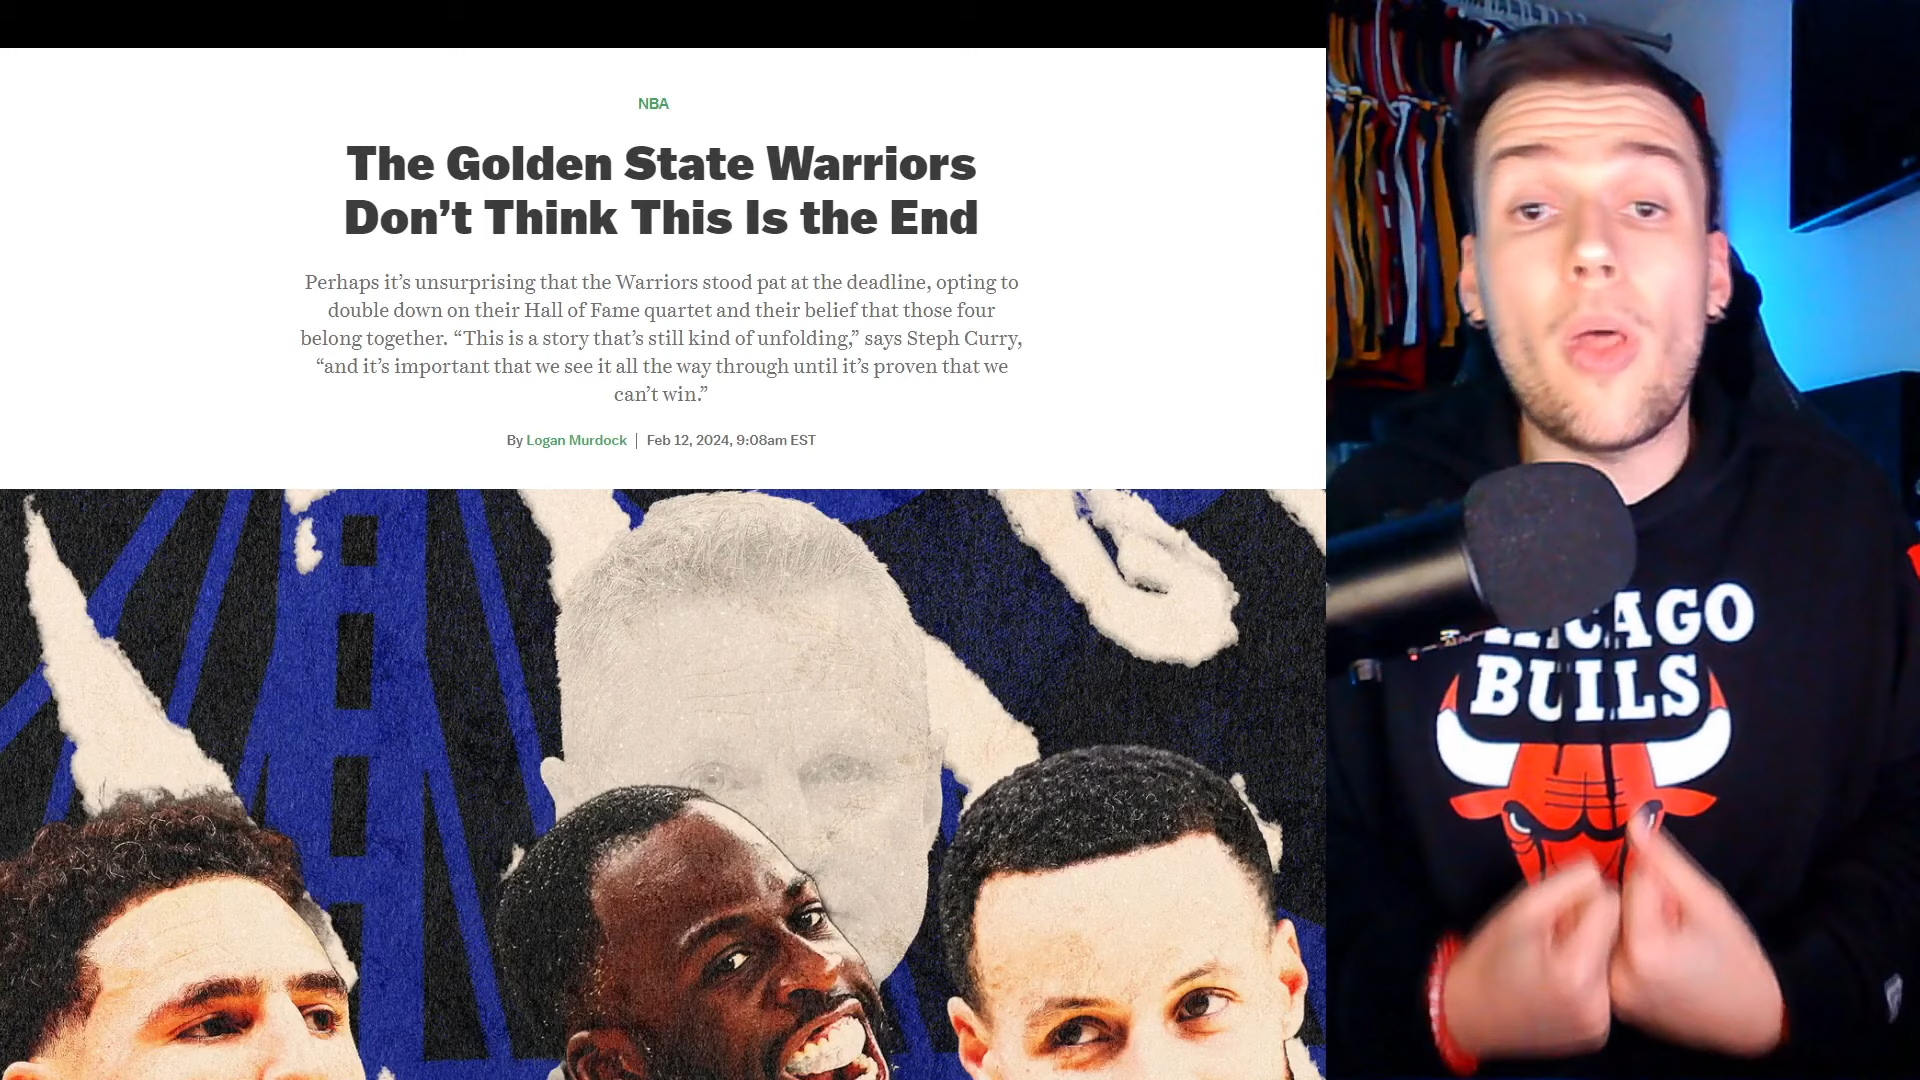 NBA
The Golden State Warriors
Don’t Think This Is the End
Perhaps it’s unsurprising that the Warriors stood pat at the deadline, opting to
double down on their Hall of Fame quartet and their belief that those four
belong together. “This is a story that’s still kind of unfolding,” says Steph Curry,
“and it’s important that we see it all the way through until it’s proven that we
can’t win.”
By Logan Murdock | Feb 12, 2024, 9:08am EST
CHICAGO
BULLS